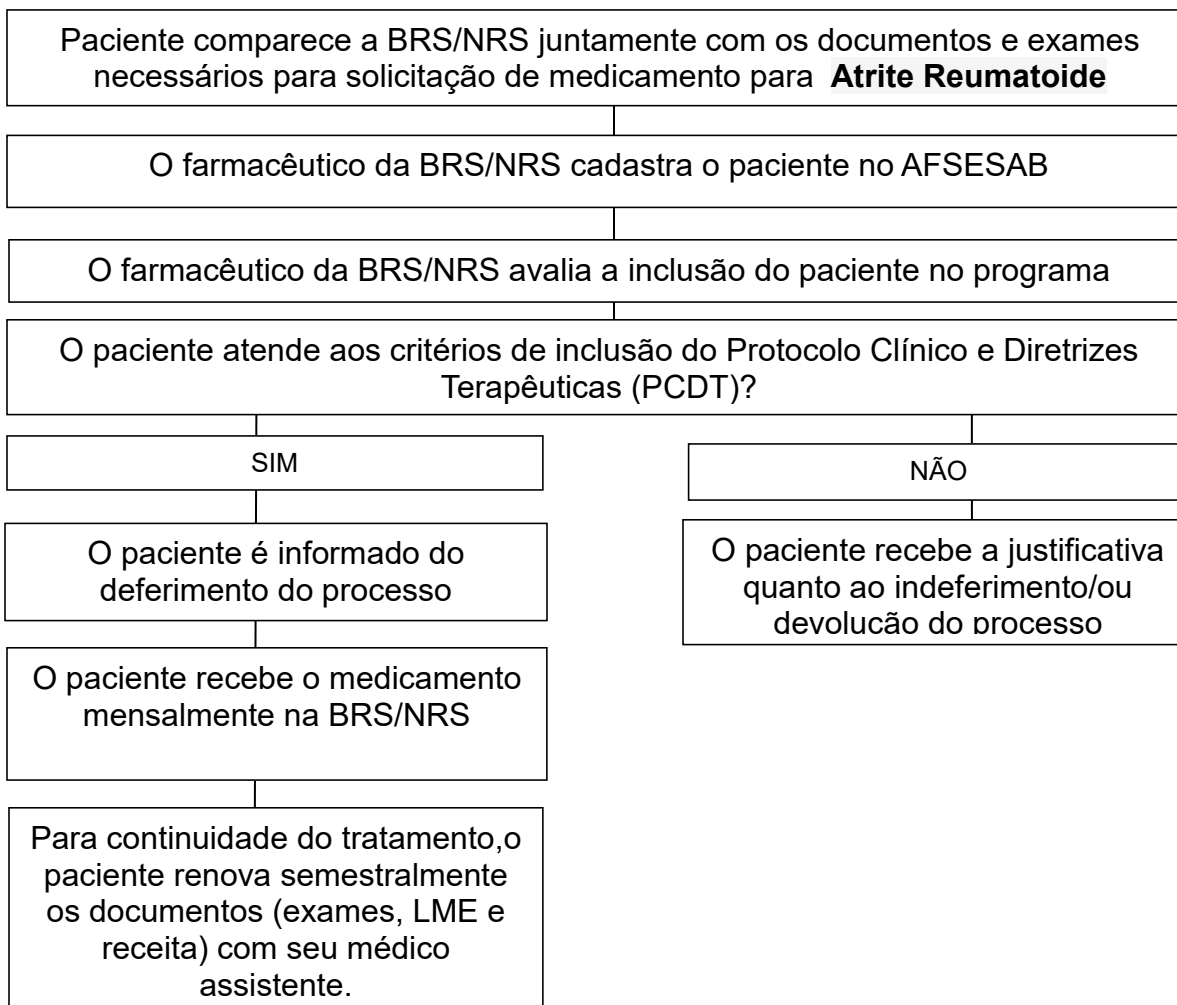 Paciente comparece a BRS/NRS juntamente com os documentos e exames
necessários para solicitação de medicamento para Atrite Reumatoide
O farmacêutico da BRS/NRS cadastra o paciente no AFSESAB
O farmacêutico da BRS/NRS avalia a inclusão do paciente no programa
O paciente atende aos critérios de inclusão do Protocolo Clínico e Diretrizes
Terapêuticas (PCDT)?
SIM
NÃO
O paciente é informado do
deferimento do processo
O paciente recebe a justificativa
quanto ao indeferimento/ou
devolução do processo
O paciente recebe o medicamento
mensalmente na BRS/NRS
Para continuidade do tratamento,o
paciente renova semestralmente
os documentos (exames, LME e
receita) com seu médico
assistente.